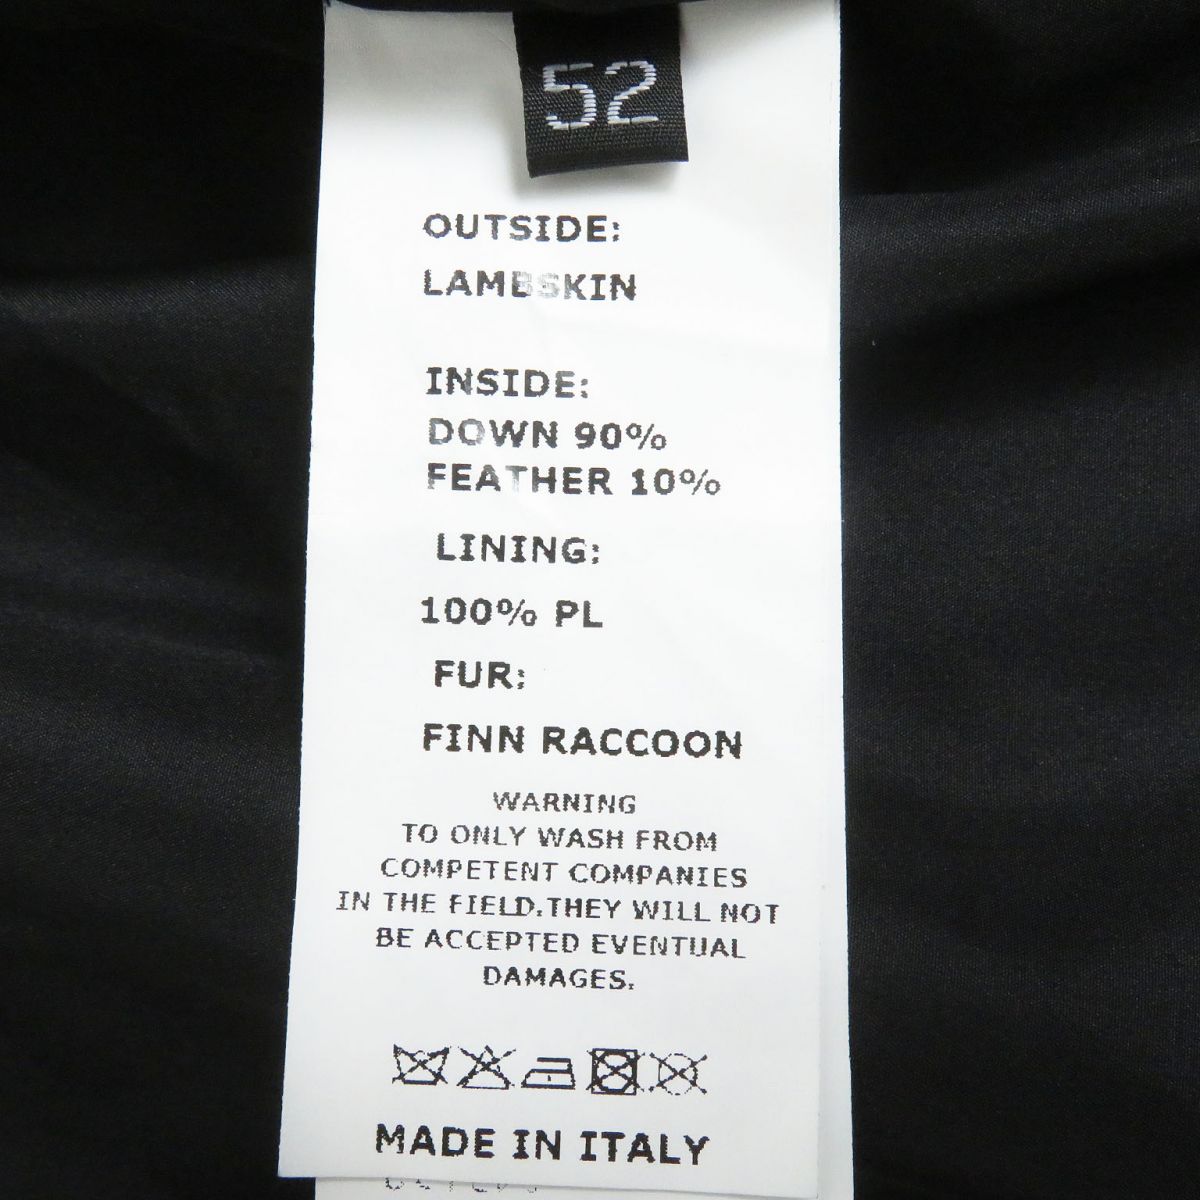 52
OUTSIDE:
LAMBSKIN
INSIDE:
DOWN 90%
FEATHER 10%
LINING:
100% PL
FUR:
FINN RACCOON
WARNING
TO ONLY WASH FROM
COMPETENT COMPANIES
IN THE FIELD.THEY WILL NOT
BE ACCEPTED EVENTUAL
DAMAGES.
MADE IN ITALY